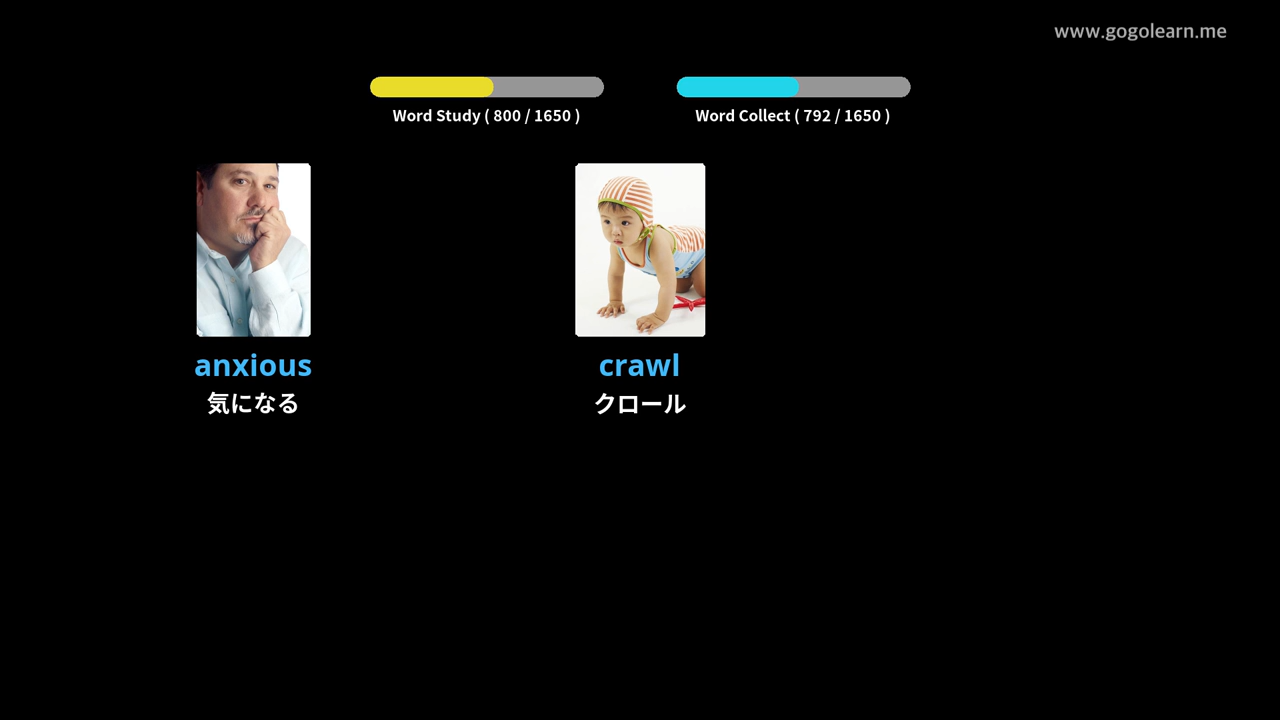 www.gogolearn.me
Word Study ( 800 / 1650 )
Word Collect ( 792 / 1650 )
anxious
crawl
気になる
クロール